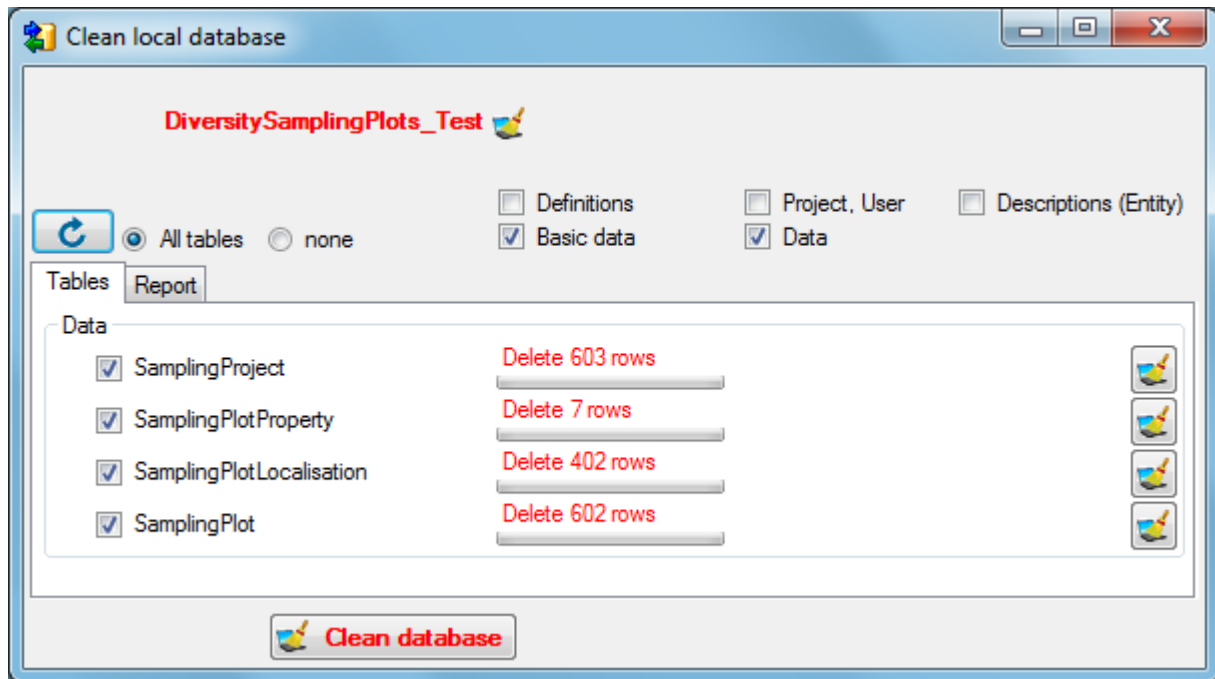 Clean local database
DiversitySamplingPlots_Test
Definitions Project, User Descriptions (Entity)
All tables none Basic data Data
Tables Report
Data
SamplingProject Delete 603 rows
SamplingPlotProperty Delete 7 rows
SamplingPlotLocalisation Delete 402 rows
SamplingPlot Delete 602 rows
Clean database